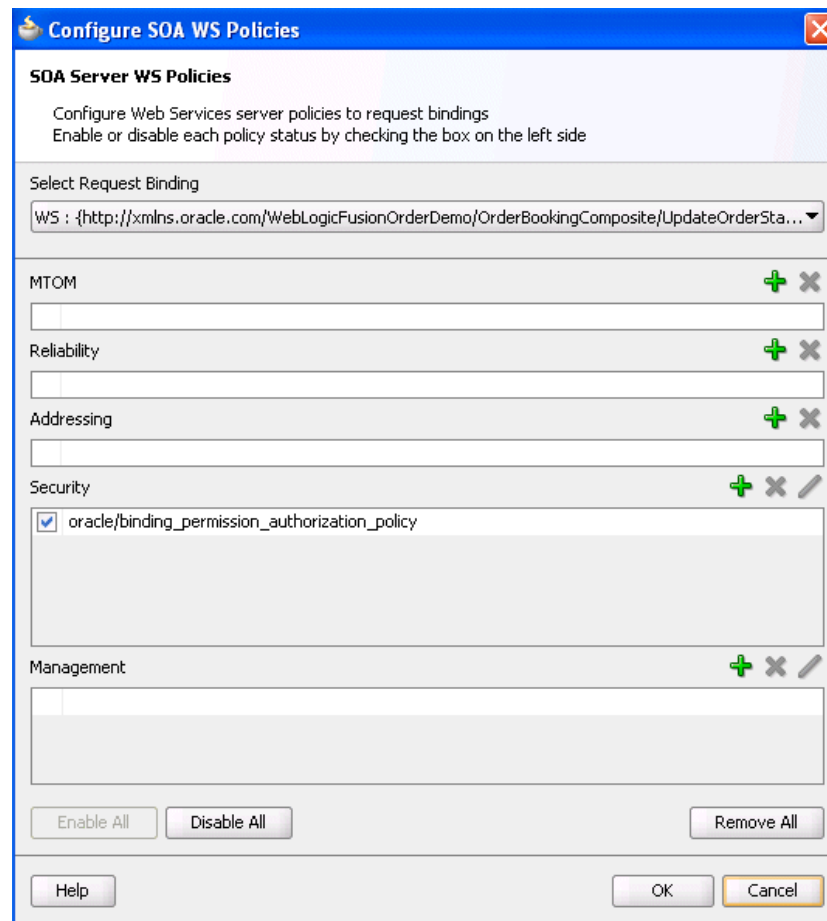 Configure SOA WS Policies
SOA Server WS Policies
Configure Web Services server policies to request bindings
Enable or disable each policy status by checking the box on the left side
Select Request Binding
WS : {http://xmlns.oracle.com/WebLogicFusionOrderDemo/OrderBookingComposite/UpdateOrderSta...
MTOM
Reliability
Addressing
Security
oracle/binding_permission_authorization_policy
Management
Enable All Disable All Remove All
Help OK Cancel